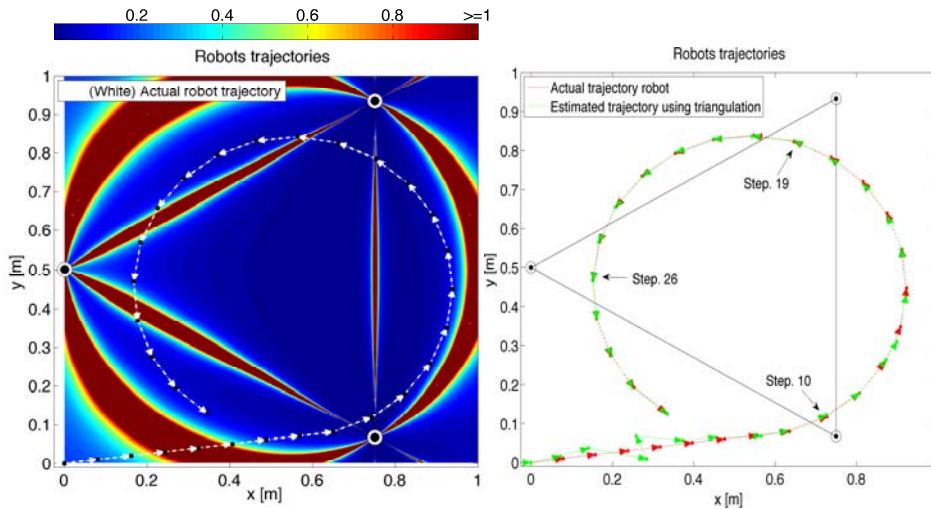 0.2 0.4 0.6 0.8 >=1
Robots trajectories
(White) Actual robot trajectory
1
0.9
0.8
0.7
0.6
0.5
0.4
0.3
0.2
0.1
0
y [m]
0 0.2 0.4 0.6 0.8 1
x [m]
Robots trajectories
Actual trajectory robot
Estimated trajectory using triangulation
Step. 19
Step. 26
Step. 10
1
0.9
0.8
0.7
0.6
0.5
0.4
0.3
0.2
0.1
0
y [m]
0 0.2 0.4 0.6 0.8
x [m]